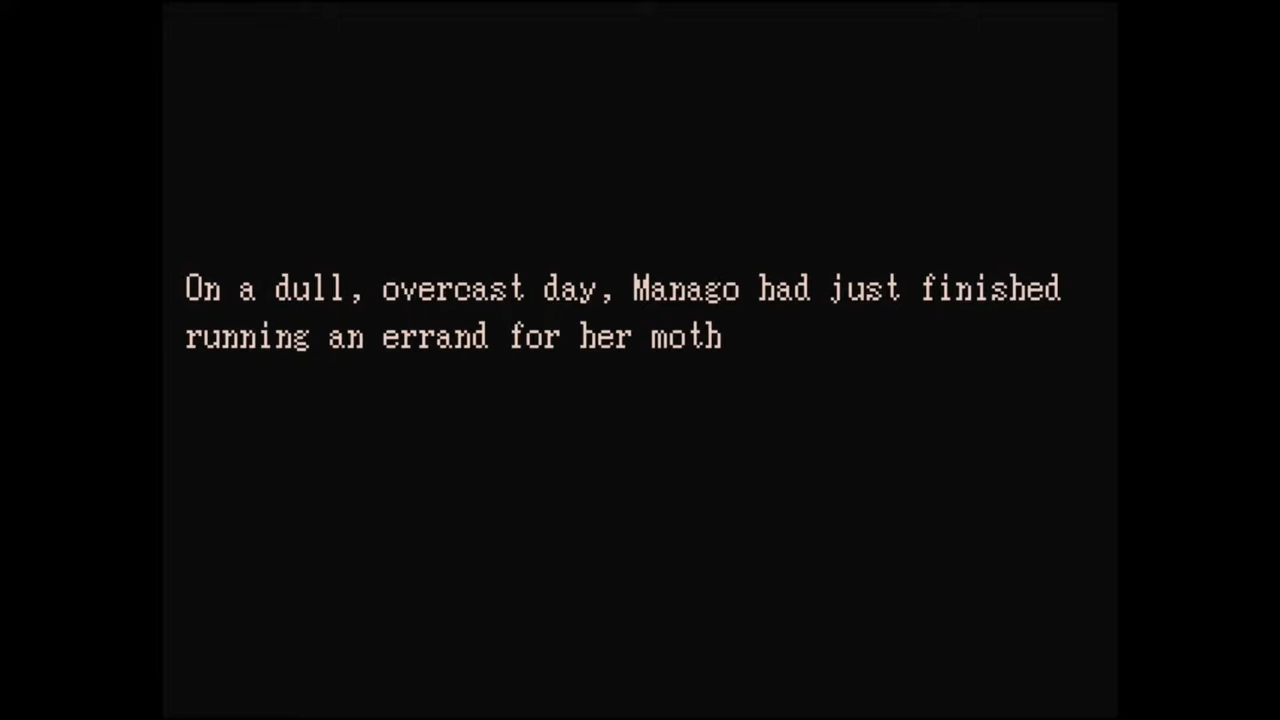 On a dull, overcast day, Manago had just finished
running an errand for her moth